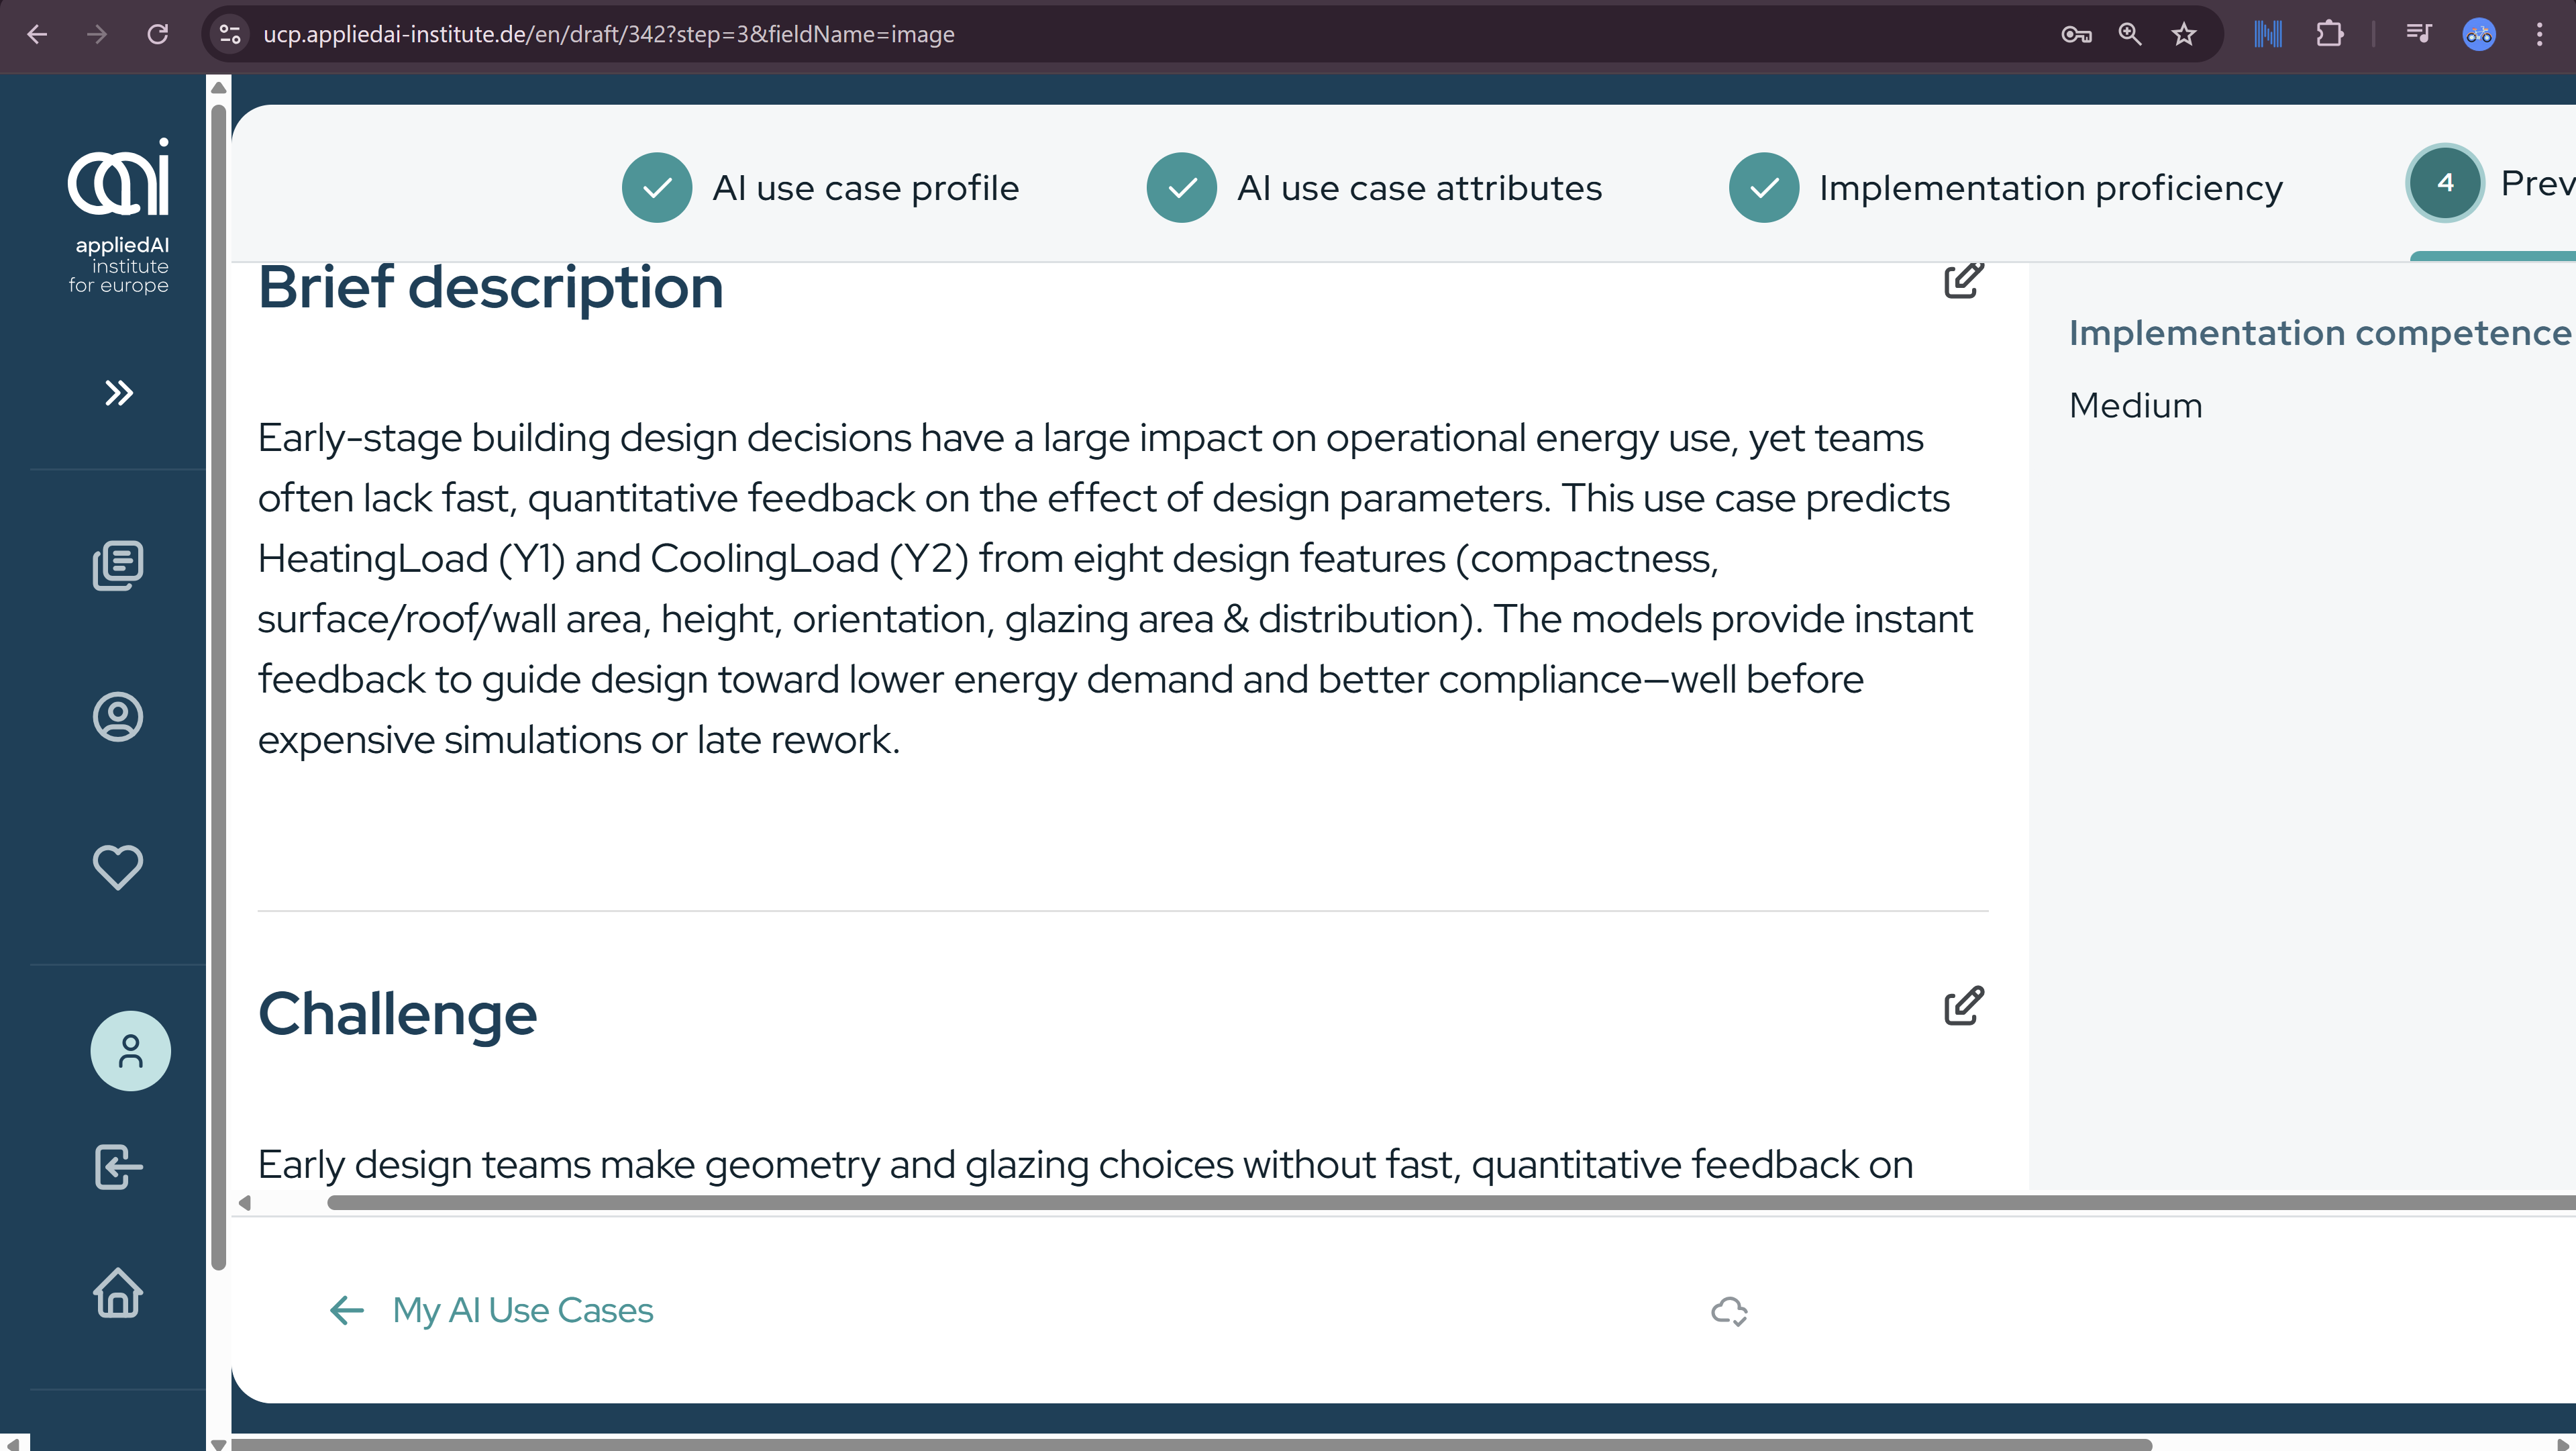 ucp.appliedai-institute.de/en/draft/342?step=3&fieldName=image
appliedAI
institute
for europe
AI use case profile
AI use case attributes
Implementation proficiency
4
Prev
Brief description
Early-stage building design decisions have a large impact on operational energy use, yet teams
often lack fast, quantitative feedback on the effect of design parameters. This use case predicts
HeatingLoad (Y1) and CoolingLoad (Y2) from eight design features (compactness,
surface/roof/wall area, height, orientation, glazing area & distribution). The models provide instant
feedback to guide design toward lower energy demand and better compliance—well before
expensive simulations or late rework.
Implementation competence
Medium
Challenge
Early design teams make geometry and glazing choices without fast, quantitative feedback on
My AI Use Cases